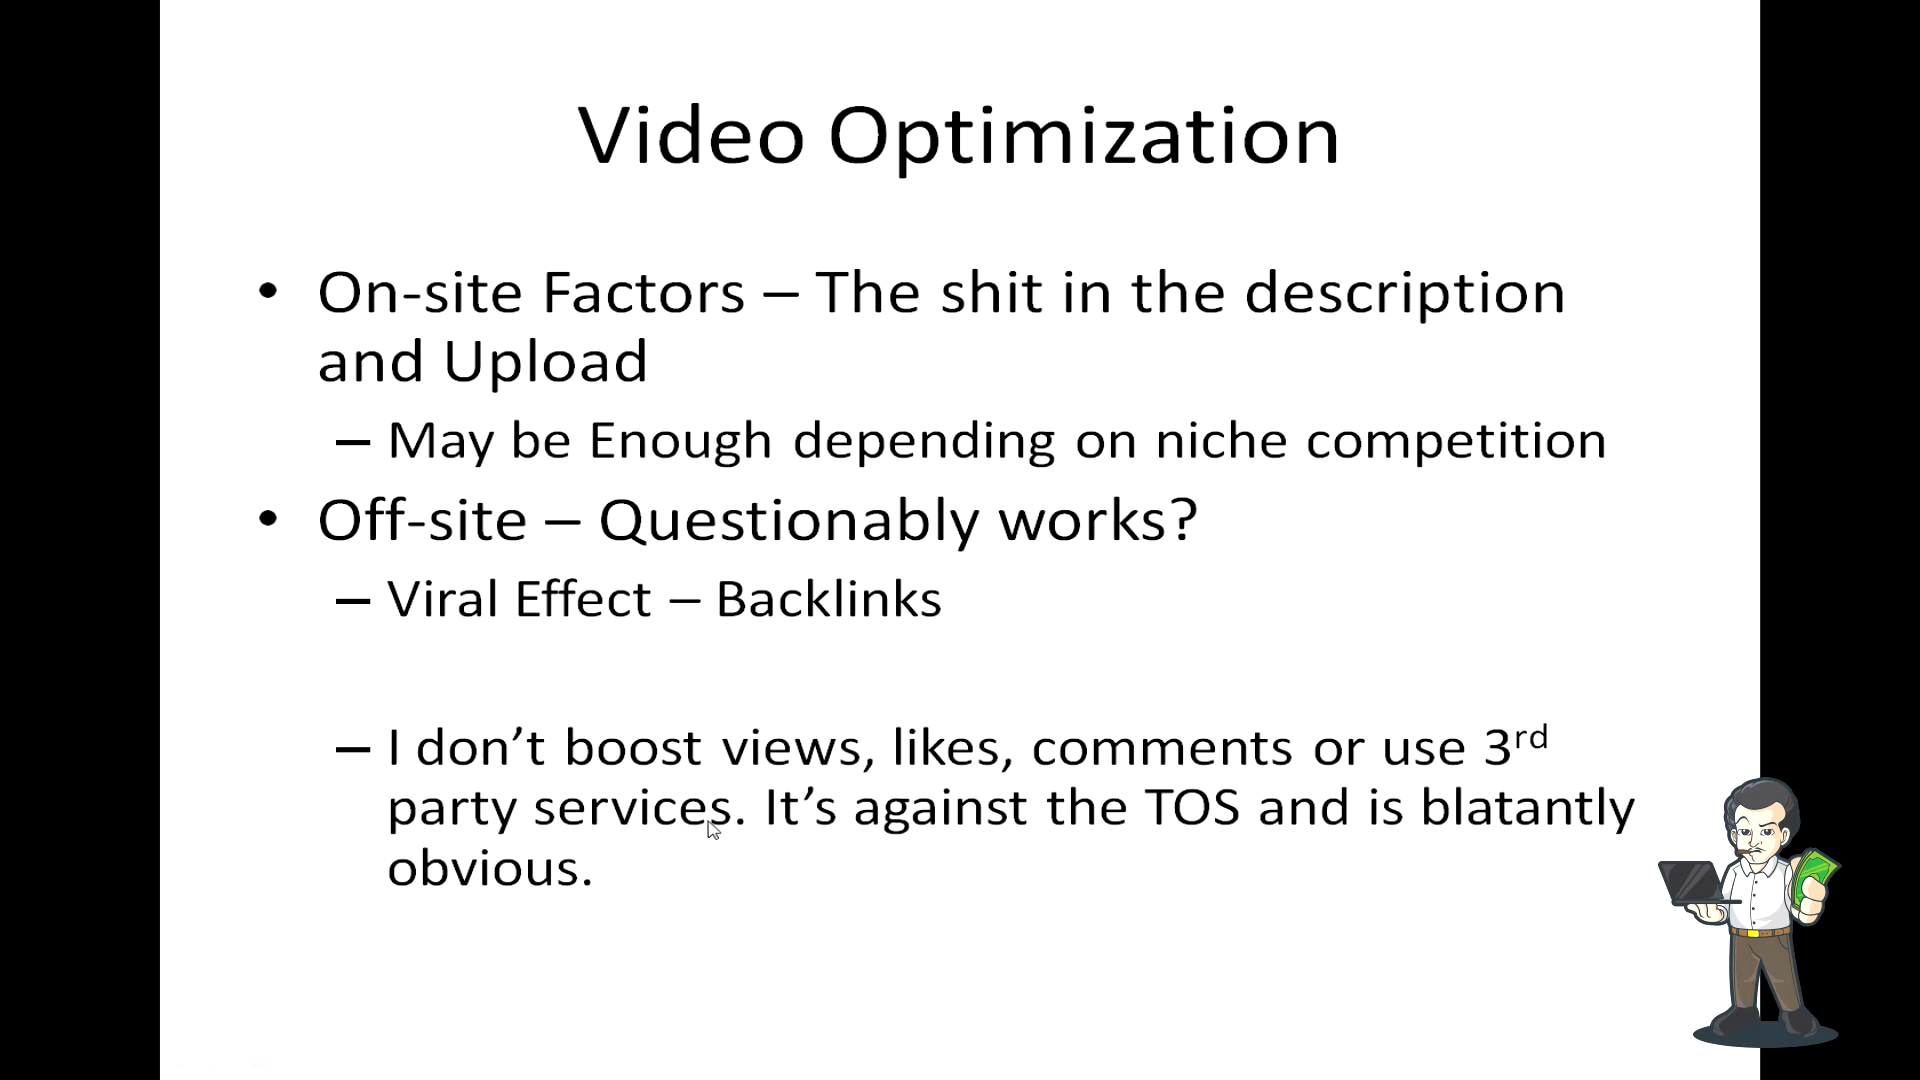 Video Optimization
• On-site Factors – The shit in the description
and Upload
– May be Enough depending on niche competition
• Off-site – Questionably works?
– Viral Effect – Backlinks
– I don’t boost views, likes, comments or use 3rd
party services. It’s against the TOS and is blatantly
obvious.